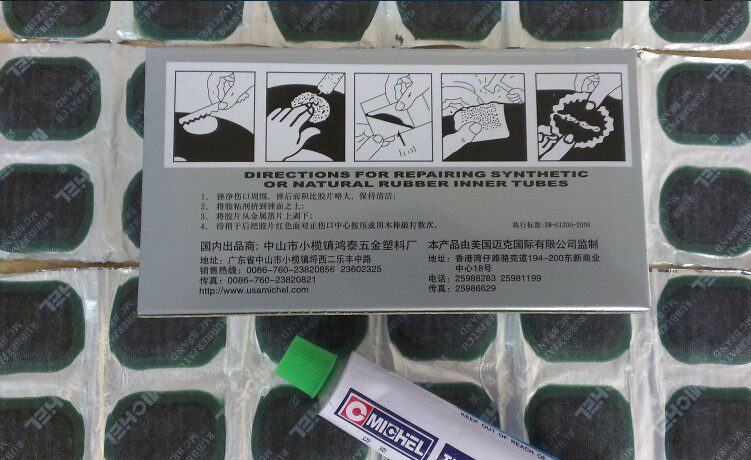 DIRECTIONS FOR REPAIRING SYNTHETIC
OR NATURAL RUBBER INNER TUBES
1、锉净伤口周围，锉后面积比胶片略大，保持清洁；
2、将胶粘剂挤到锉面之上；
3、将胶片从金属箔片上剥下；
4、待稍干后把胶片红色面对正伤口中心按压或用木棒敲打数次。
执行标准：XW-01300-2006
国内出品商：中山市小榄镇鸿泰五金塑料厂
地址：广东省中山市小榄镇埒西二乐丰中路
销售热线：0086-760-23820856 23602325
传真：0086-760-23820821
http://www.usamichel.com
本产品由美国迈克国际有限公司监制
地址：香港湾仔路骆克道194-200东新商业
中心18号
电话：25988283 25981199
传真：25986629
C MICHEL
迈克
KEEP OUT OF REACH OF
MICHEL
MC BRAND